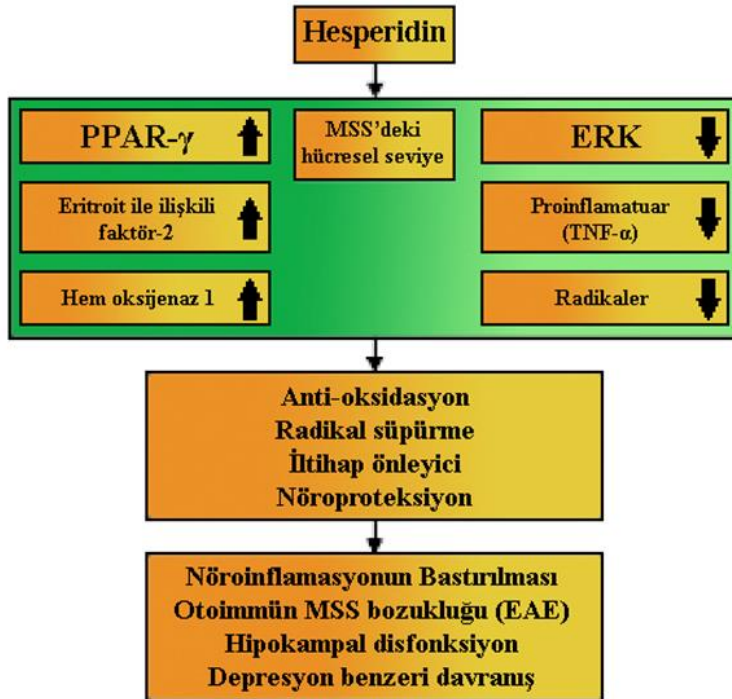 Hesperidin
PPAR-γ
MSS'deki
hücresel seviye
ERK
Eritroit ile ilişkili
faktör-2
Proinflamatuar
(TNF-α)
Hem oksijenaz 1
Radikaler
Anti-oksidasyon
Radikal süpürme
İltihap önleyici
Nöroproteksiyon
Nöroinflamasyonun Bastırılması
Otoimmün MSS bozukluğu (EAE)
Hipokampal disfonksiyon
Depresyon benzeri davranış